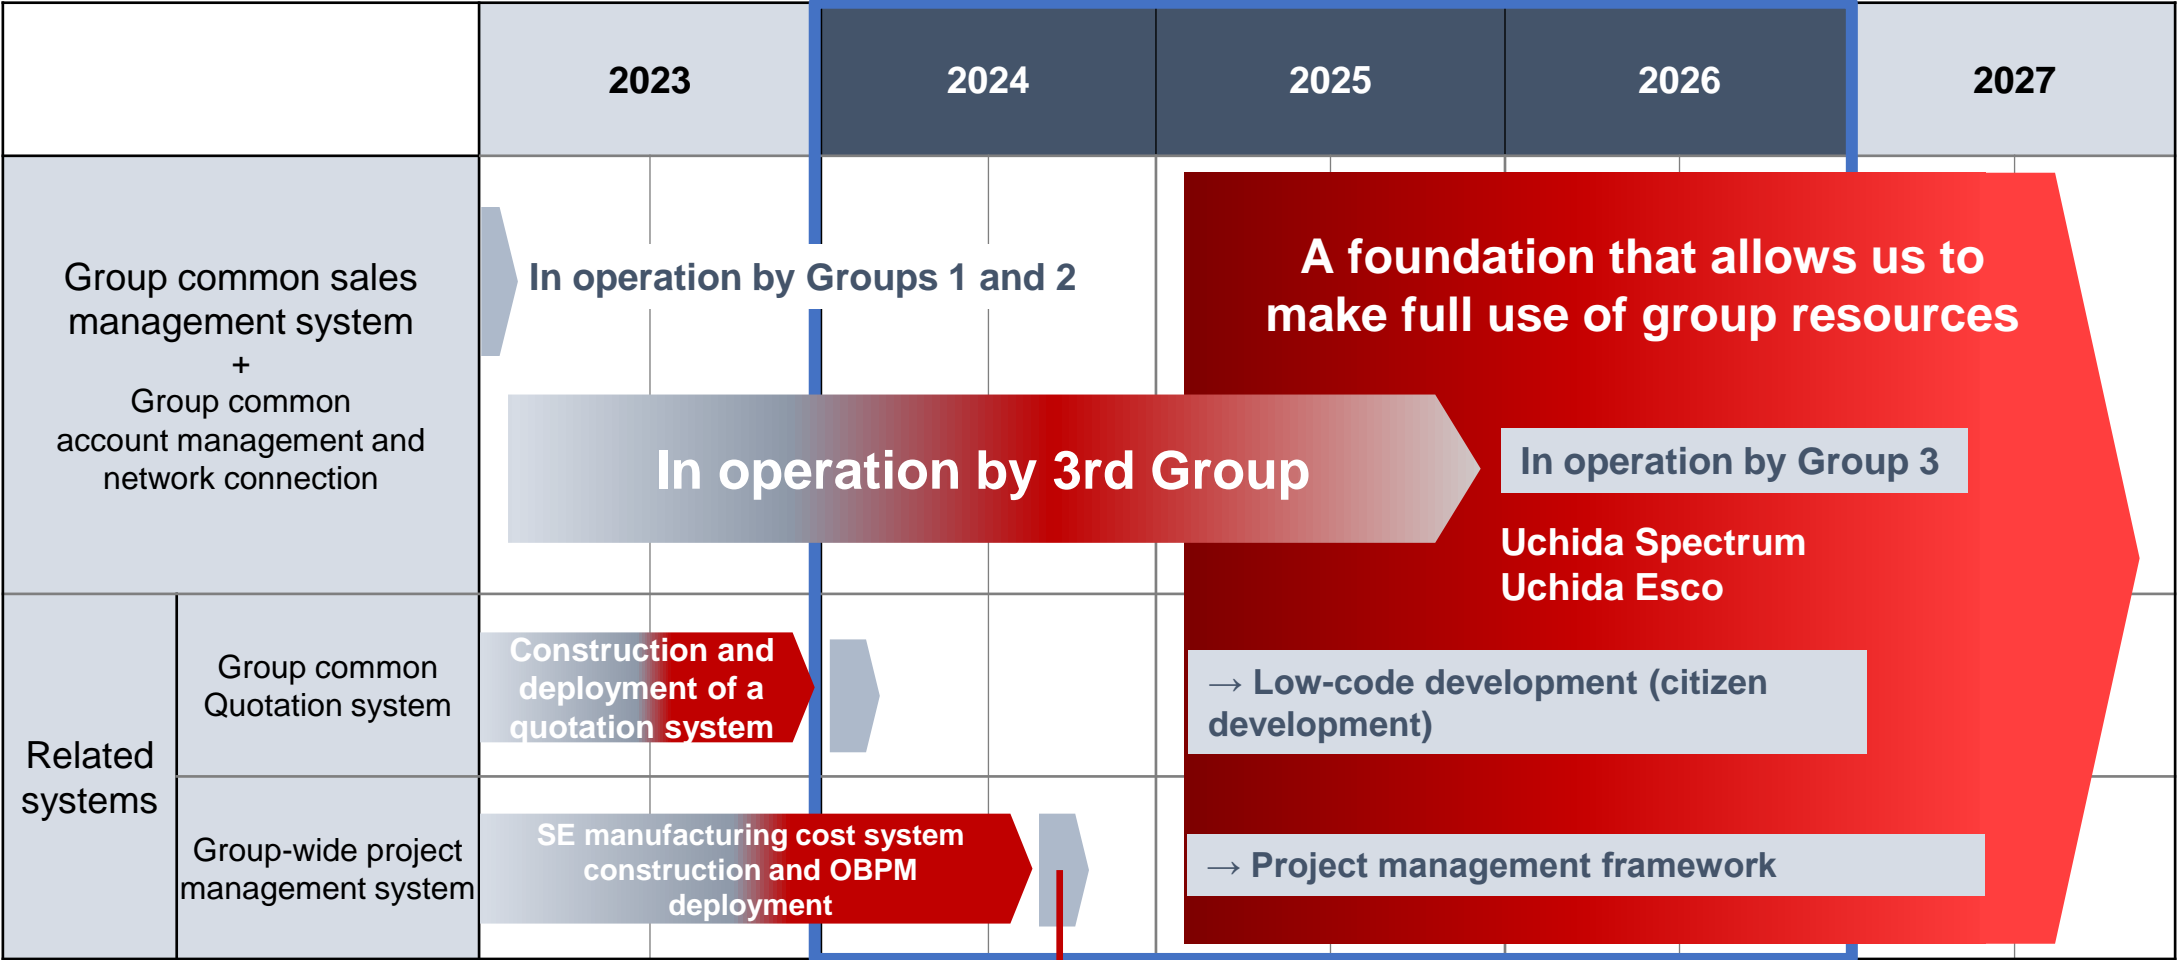 2023
2024
2025
2026
2027
Group common sales
management system
+
Group common
account management and
network connection
In operation by Groups 1 and 2
In operation by 3rd Group
A foundation that allows us to
make full use of group resources
In operation by Group 3
Uchida Spectrum
Uchida Esco
Related
systems
Group common
Quotation system
Construction and
deployment of a
quotation system
→ Low-code development (citizen
development)
Group-wide project
management system
SE manufacturing cost system
construction and OBPM
deployment
→ Project management framework